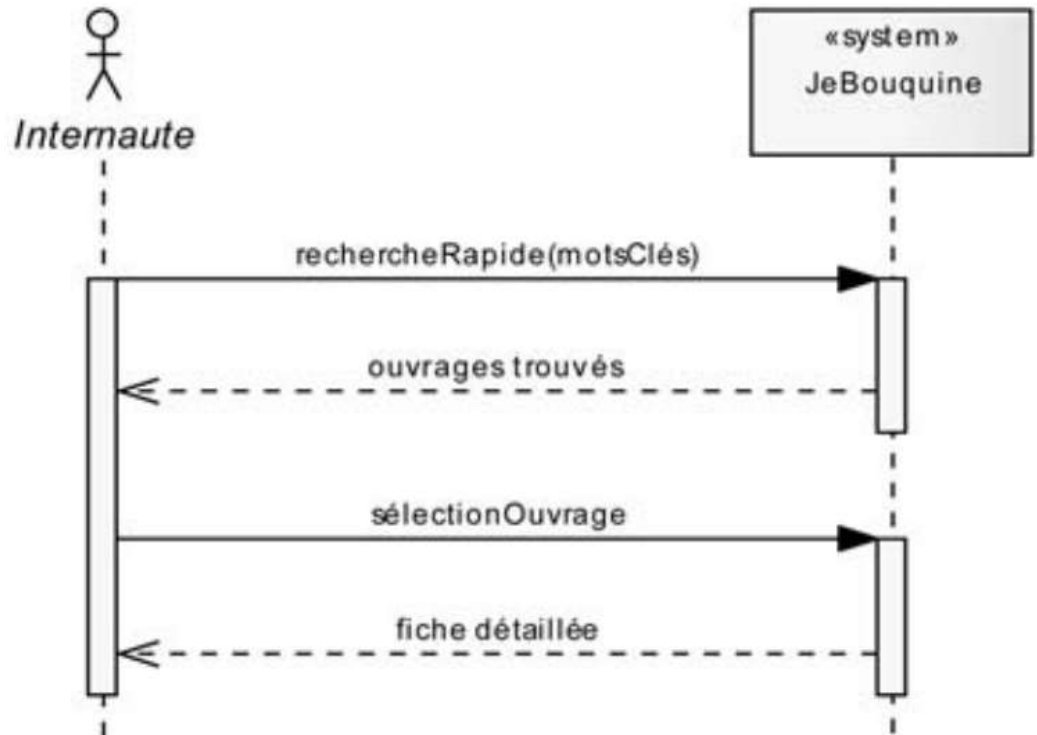 «system»
JeBouquine
Internaute
rechercheRapide(motsClés)
ouvrages trouvés
sélectionOuvrage
fiche détaillée